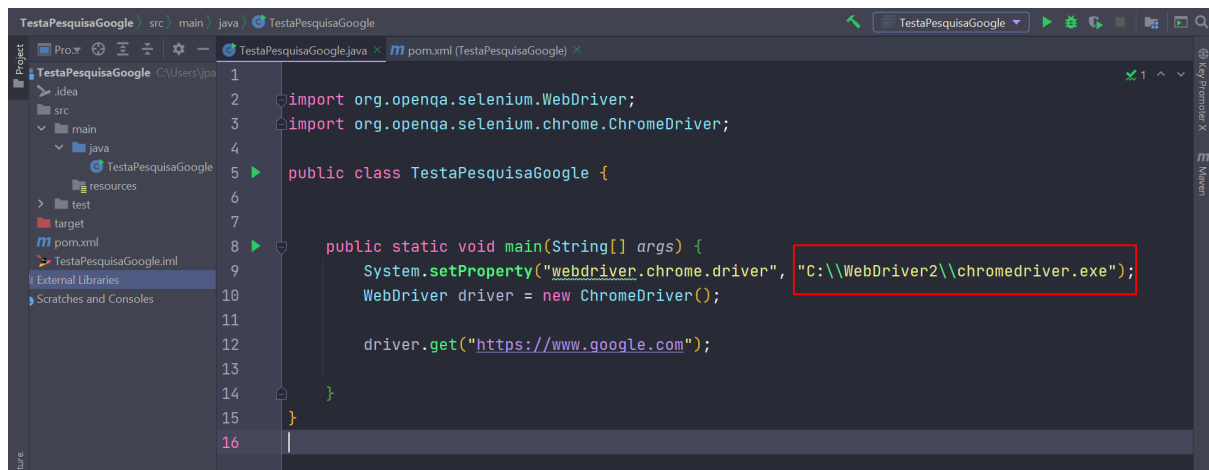 TestaPesquisaGoogle src main java TestaPesquisaGoogle
TestaPesquisaGoogle
Project
Pro...
TestaPesquisaGoogle.java
pom.xml (TestaPesquisaGoogle)
TestaPesquisaGoogle C:\Users\jpa
.idea
src
main
java
TestaPesquisaGoogle
resources
test
target
pom.xml
TestaPesquisaGoogle.iml
External Libraries
Scratches and Consoles
1
2 import org.openqa.selenium.WebDriver;
3 import org.openqa.selenium.chrome.ChromeDriver;
4
5 public class TestaPesquisaGoogle {
6
7
8 public static void main(String[] args) {
9 System.setProperty("webdriver.chrome.driver", "C:\\WebDriver2\\chromedriver.exe");
10 WebDriver driver = new ChromeDriver();
11
12 driver.get("https://www.google.com");
13
14 }
15 }
16
1
Key Promoter X
Maven